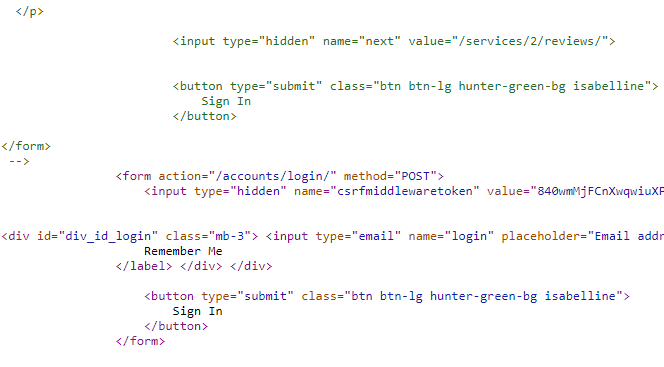 </p>
<input type="hidden" name="next" value="/services/2/reviews/">
<button type="submit" class="btn btn-lg hunter-green-bg isabelline">
Sign In
</button>
</form>
-->
<form action="/accounts/login/" method="POST">
<input type="hidden" name="csrfmiddlewaretoken" value="840wmMjFCnXwqwiuXF
<div id="div_id_login" class="mb-3"> <input type="email" name="login" placeholder="Email addr
Remember Me
</label> </div> </div>
<button type="submit" class="btn btn-lg hunter-green-bg isabelline">
Sign In
</button>
</form>